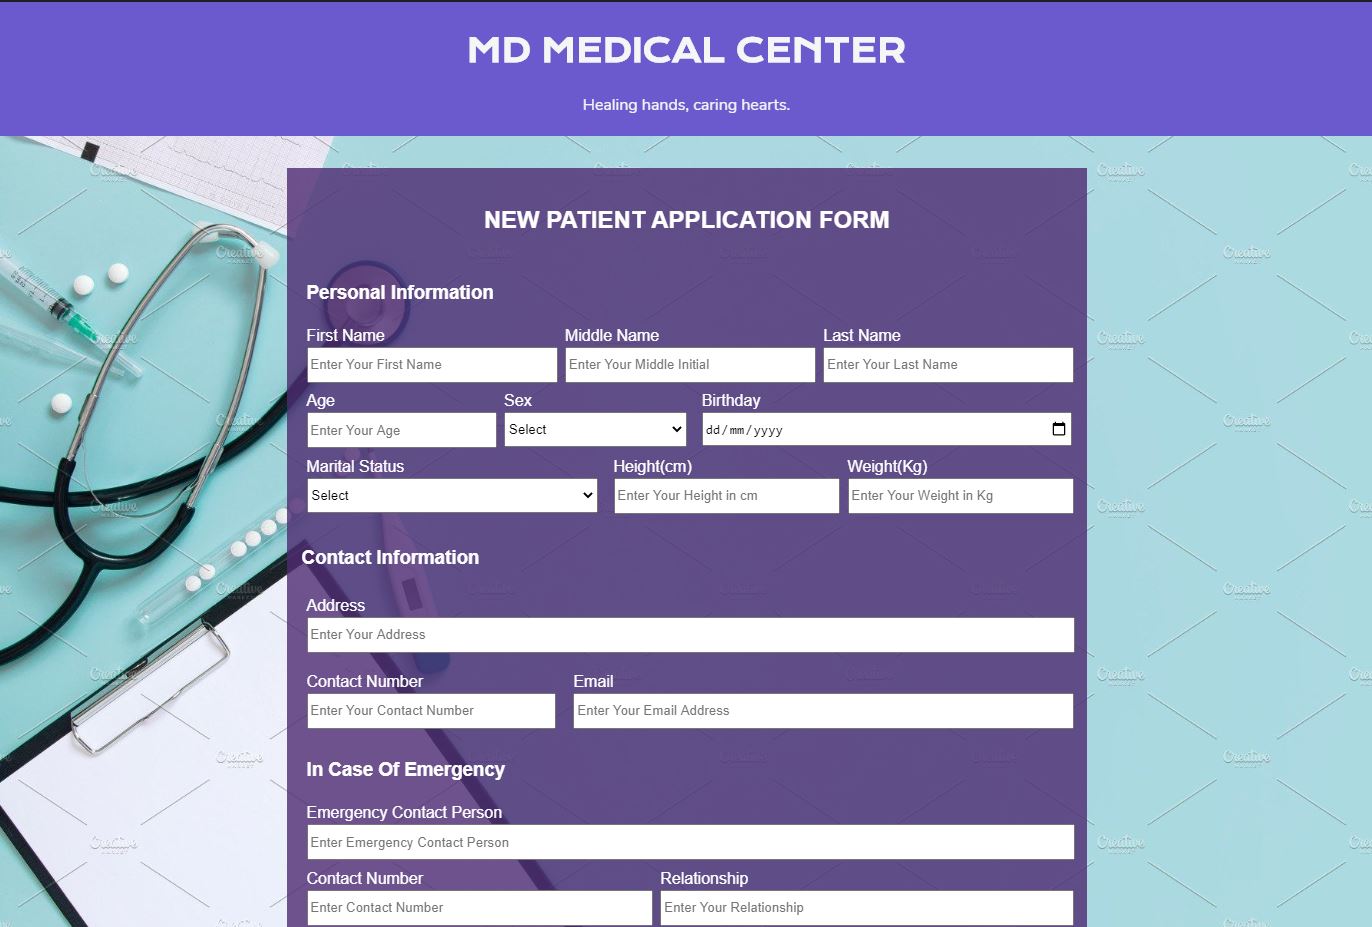 MD MEDICAL CENTER
Healing hands, caring hearts.
NEW PATIENT APPLICATION FORM
Personal Information
First Name Middle Name Last Name
Enter Your First Name Enter Your Middle Initial Enter Your Last Name
Age Sex Birthday
Enter Your Age Select dd/mm/yyyy
Marital Status Height(cm) Weight(Kg)
Select Enter Your Height in cm Enter Your Weight in Kg
Contact Information
Address
Enter Your Address
Contact Number Email
Enter Your Contact Number Enter Your Email Address
In Case Of Emergency
Emergency Contact Person
Enter Emergency Contact Person
Contact Number Relationship
Enter Contact Number Enter Your Relationship
Creative
MARKET